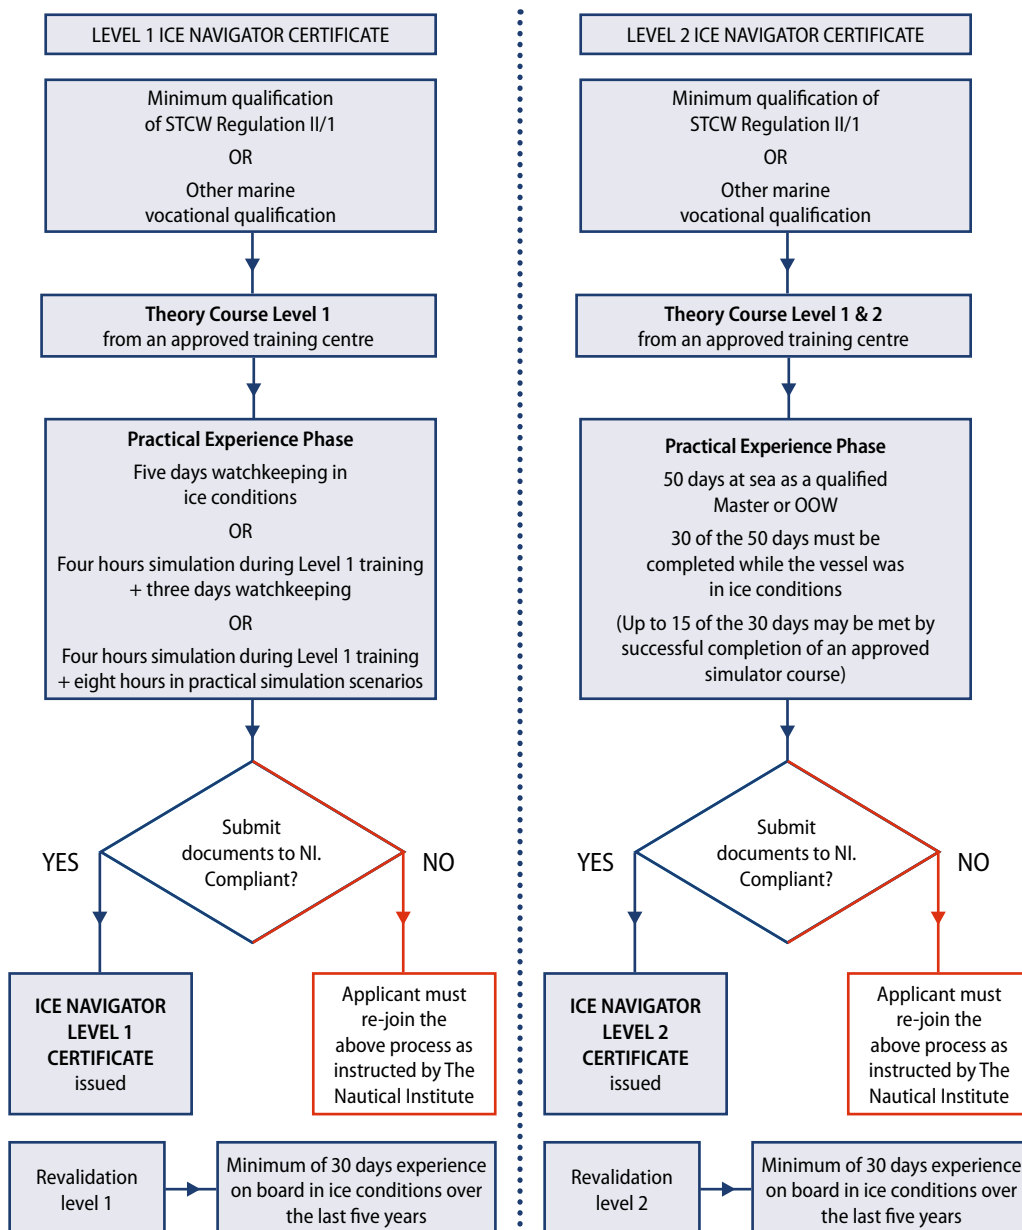 LEVEL 1 ICE NAVIGATOR CERTIFICATE
Minimum qualification
of STCW Regulation II/1
OR
Other marine
vocational qualification
Theory Course Level 1
from an approved training centre
Practical Experience Phase
Five days watchkeeping in
ice conditions
OR
Four hours simulation during Level 1 training
+ three days watchkeeping
OR
Four hours simulation during Level 1 training
+ eight hours in practical simulation scenarios
Submit
documents to NI.
Compliant?
YES
NO
ICE NAVIGATOR
LEVEL 1
CERTIFICATE
issued
Applicant must
re-join the
above process as
instructed by The
Nautical Institute
Revalidation
level 1
Minimum of 30 days experience
on board in ice conditions over
the last five years
LEVEL 2 ICE NAVIGATOR CERTIFICATE
Minimum qualification of
STCW Regulation II/1
OR
Other marine
vocational qualification
Theory Course Level 1 & 2
from an approved training centre
Practical Experience Phase
50 days at sea as a qualified
Master or OOW
30 of the 50 days must be
completed while the vessel was
in ice conditions
(Up to 15 of the 30 days may be met by
successful completion of an approved
simulator course)
Submit
documents to NI.
Compliant?
YES
NO
ICE NAVIGATOR
LEVEL 2
CERTIFICATE
issued
Applicant must
re-join the
above process as
instructed by The
Nautical Institute
Revalidation
level 2
Minimum of 30 days experience
on board in ice conditions over
the last five years